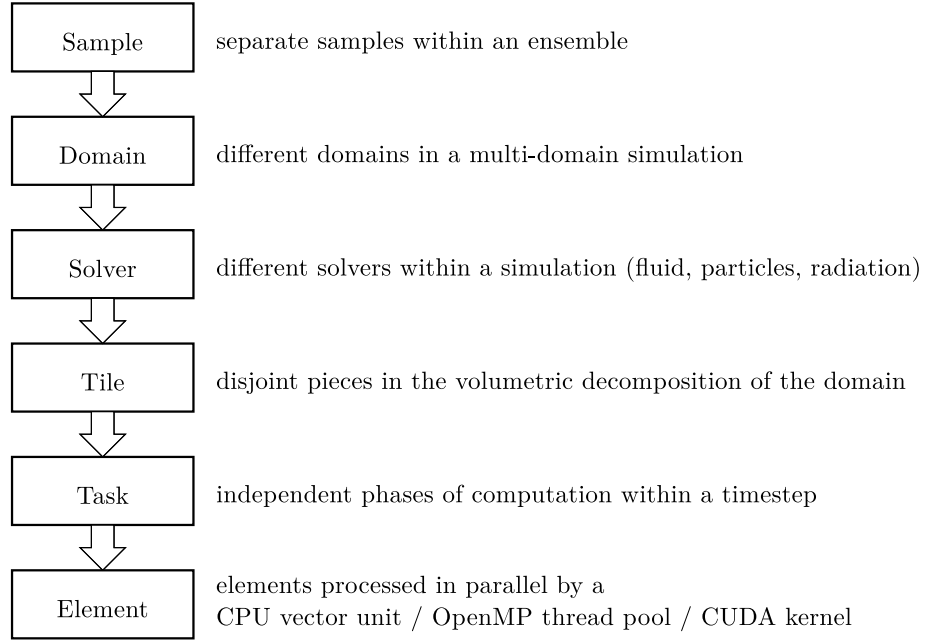 Sample separate samples within an ensemble
Domain different domains in a multi-domain simulation
Solver different solvers within a simulation (fluid, particles, radiation)
Tile disjoint pieces in the volumetric decomposition of the domain
Task independent phases of computation within a timestep
Element elements processed in parallel by a
CPU vector unit / OpenMP thread pool / CUDA kernel